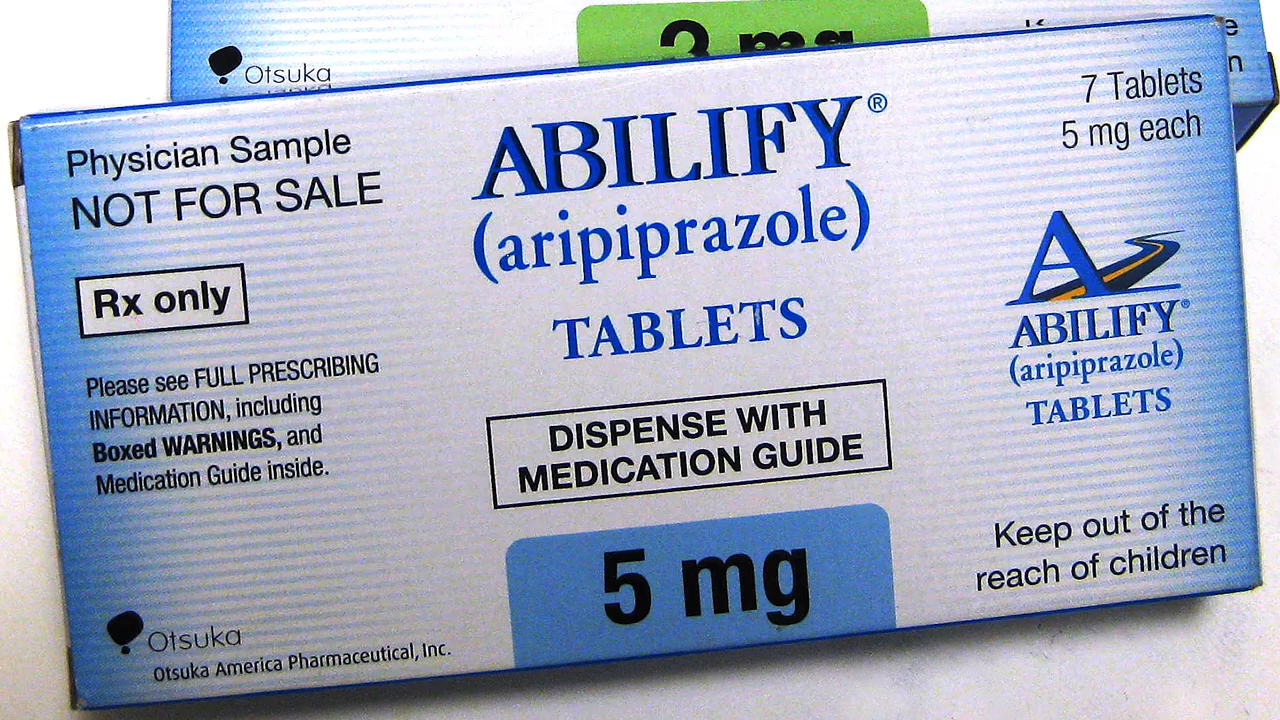 Otsuka
3 mg
Physician Sample
NOT FOR SALE
Rx only
Please see FULL PRESCRIBING
INFORMATION, including
Boxed WARNINGS, and
Medication Guide inside.
Otsuka
Otsuka America Pharmaceutical, Inc.
ABILIFY®
(aripiprazole)
TABLETS
DISPENSE WITH
MEDICATION GUIDE
5 mg
7 Tablets
5 mg each
ABILIFY®
(aripiprazole)
TABLETS
Keep out of the
reach of children